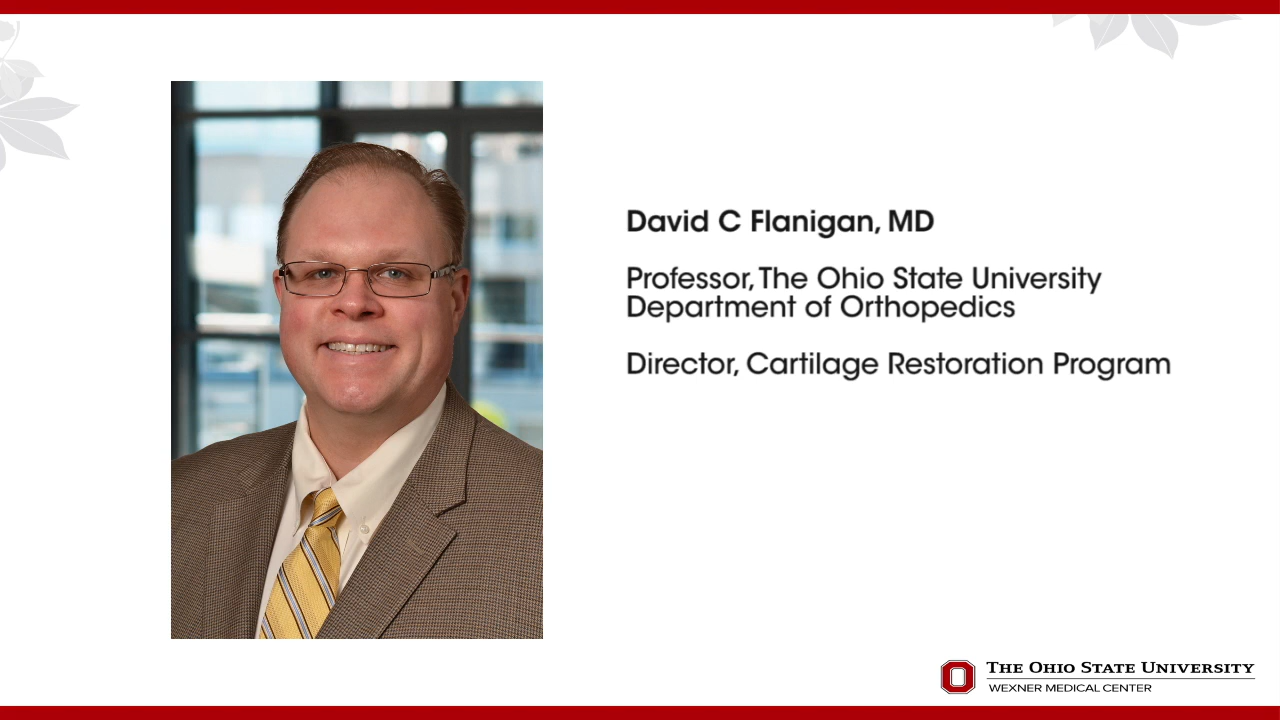 David C Flanigan, MD
Professor, The Ohio State University
Department of Orthopedics
Director, Cartilage Restoration Program
THE OHIO STATE UNIVERSITY
WEXNER MEDICAL CENTER